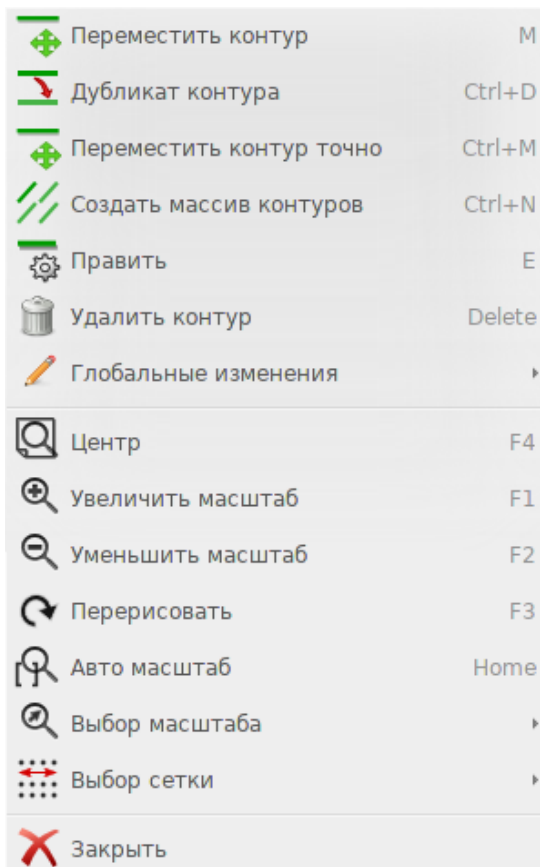 Переместить контур M
Дубликат контура Ctrl+D
Переместить контур точно Ctrl+M
Создать массив контуров Ctrl+N
Править E
Удалить контур Delete
Глобальные изменения
Центр F4
Увеличить масштаб F1
Уменьшить масштаб F2
Перерисовать F3
Авто масштаб Home
Выбор масштаба
Выбор сетки
Закрыть